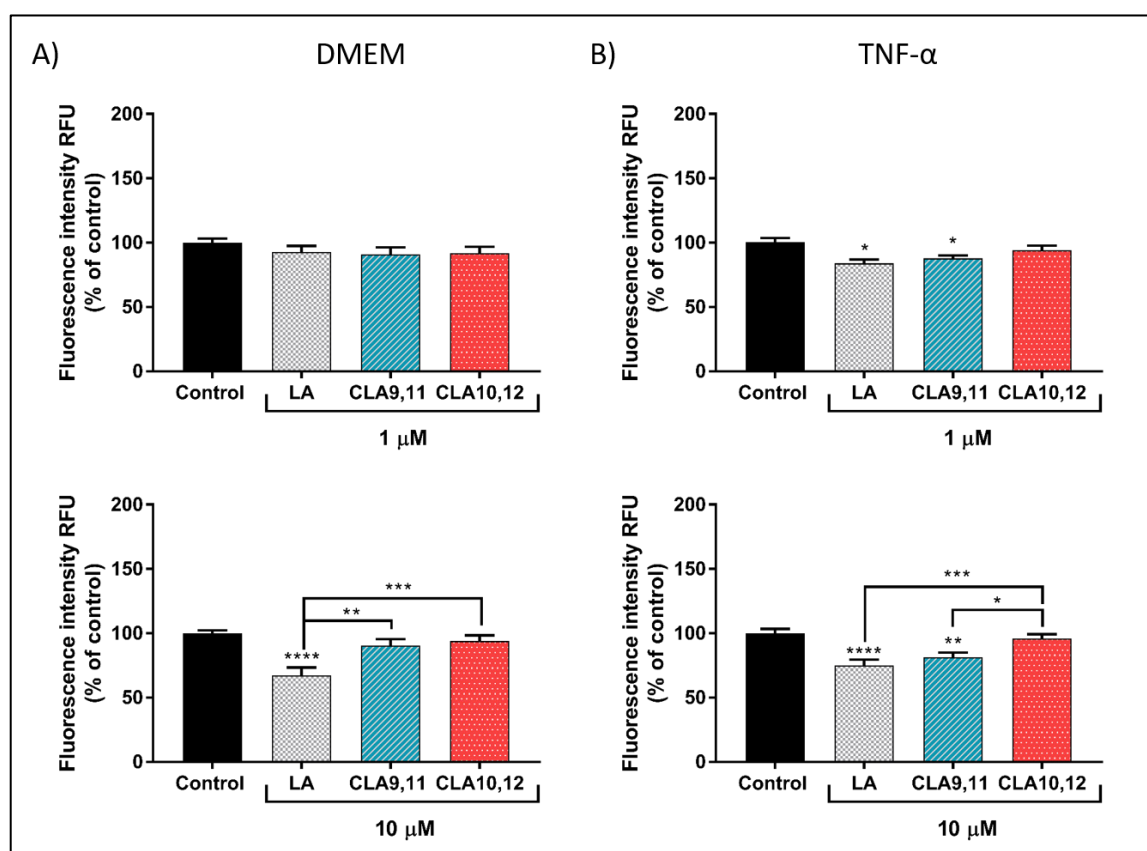 A)
DMEM
Fluorescence intensity RFU
(% of control)
200
150
100
50
0
Control
LA
CLA9,11
CLA10,12
1 μM
B)
TNF-α
Fluorescence intensity RFU
(% of control)
200
150
100
50
0
*
*
Control
LA
CLA9,11
CLA10,12
1 μM
Fluorescence intensity RFU
(% of control)
200
150
100
50
0
***
**
****
Control
LA
CLA9,11
CLA10,12
10 μM
Fluorescence intensity RFU
(% of control)
200
150
100
50
0
***
*
****
**
Control
LA
CLA9,11
CLA10,12
10 μM